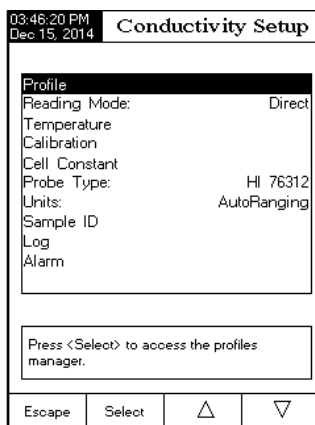 03:46:20 PM
Dec 15, 2014
Conductivity Setup
Profile
Reading Mode: Direct
Temperature
Calibration
Cell Constant
Probe Type: HI 76312
Units: AutoRanging
Sample ID
Log
Alarm
Press <Select> to access the profiles
manager.
Escape Select